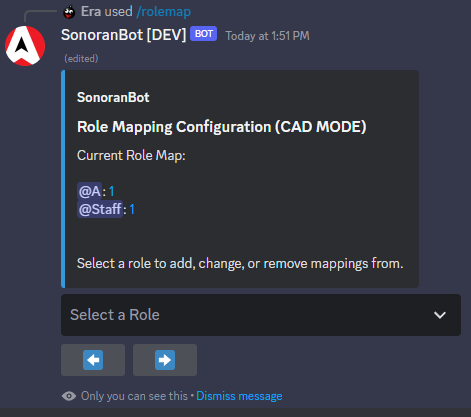 Era used /rolemap
SonoranBot [DEV] BOT Today at 1:51 PM
(edited)
SonoranBot
Role Mapping Configuration (CAD MODE)
Current Role Map:
@A: 1
@Staff: 1
Select a role to add, change, or remove mappings from.
Select a Role
Only you can see this • Dismiss message